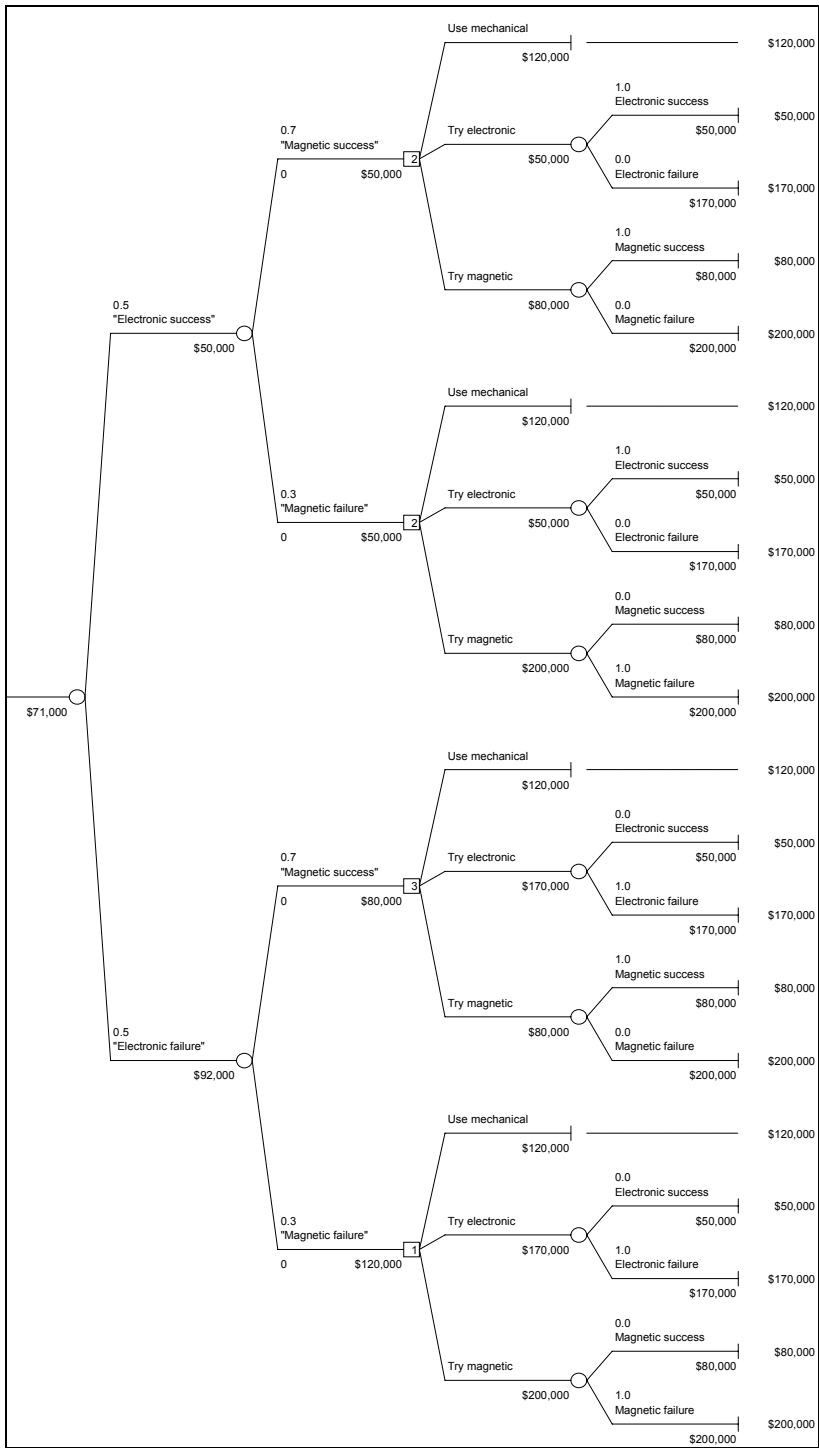 Use mechanical
$120,000
$120,000
1.0
Electronic success
$50,000
$50,000
0.7
"Magnetic success"
Try electronic
2
0
$50,000
$50,000
0.0
Electronic failure
$170,000
$170,000
1.0
Magnetic success
$80,000
$80,000
Try magnetic
$80,000
0.0
Magnetic failure
$200,000
$200,000
0.5
"Electronic success"
$50,000
Use mechanical
$120,000
$120,000
1.0
Electronic success
$50,000
$50,000
0.3
"Magnetic failure"
Try electronic
2
0
$50,000
$50,000
0.0
Electronic failure
$170,000
$170,000
0.0
Magnetic success
$80,000
$80,000
Try magnetic
$200,000
1.0
Magnetic failure
$200,000
$200,000
$71,000
Use mechanical
$120,000
$120,000
0.0
Electronic success
$50,000
$50,000
0.7
"Magnetic success"
Try electronic
3
0
$80,000
$170,000
1.0
Electronic failure
$170,000
$170,000
1.0
Magnetic success
$80,000
$80,000
Try magnetic
$80,000
0.0
Magnetic failure
$200,000
$200,000
0.5
"Electronic failure"
$92,000
Use mechanical
$120,000
$120,000
0.0
Electronic success
$50,000
$50,000
0.3
"Magnetic failure"
Try electronic
1
0
$120,000
$170,000
1.0
Electronic failure
$170,000
$170,000
0.0
Magnetic success
$80,000
$80,000
Try magnetic
$200,000
1.0
Magnetic failure
$200,000
$200,000